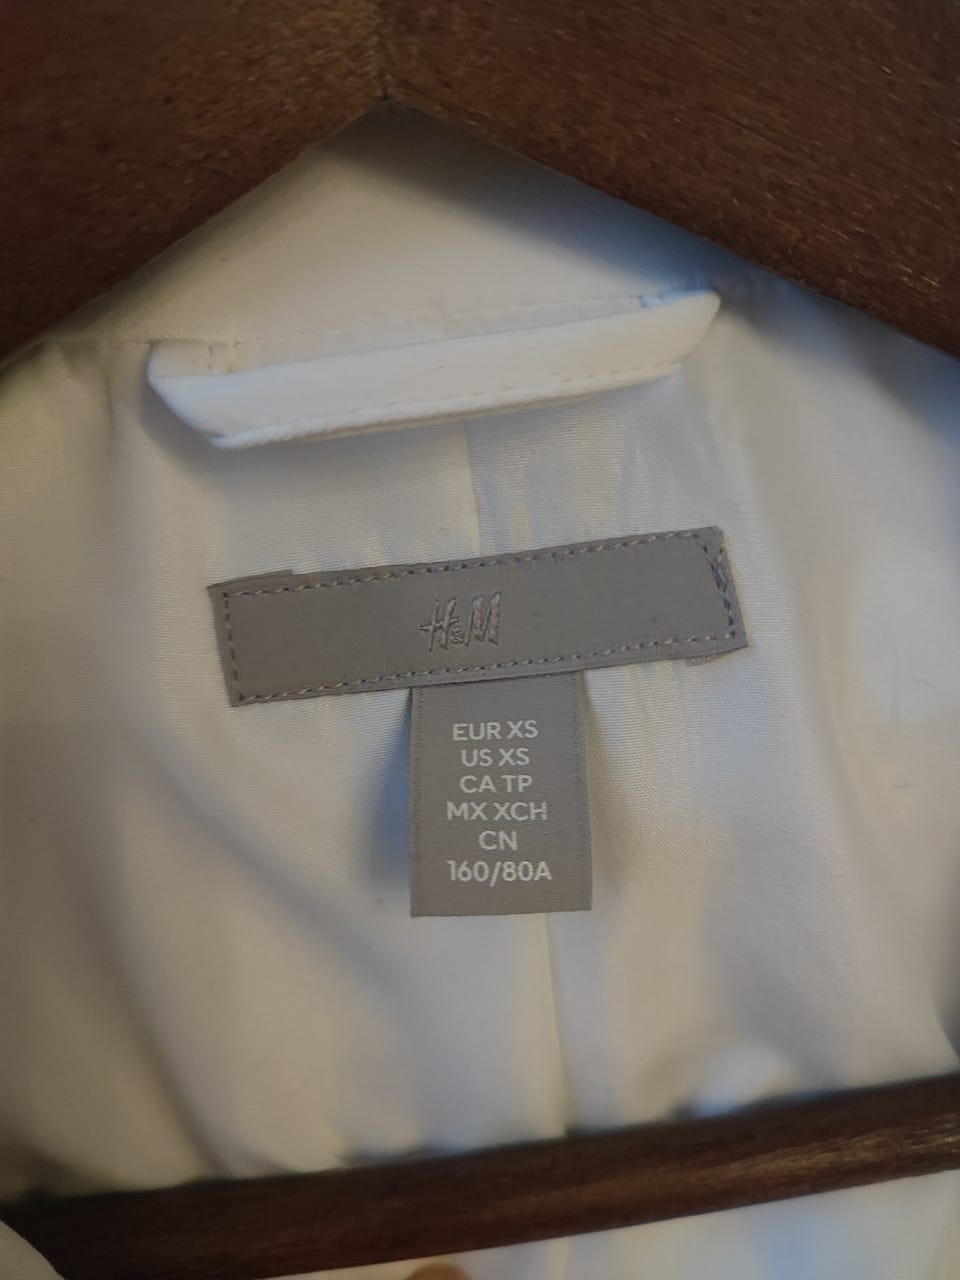 H&M
EUR XS
US XS
CA TP
MX XCH
CN
160/80A